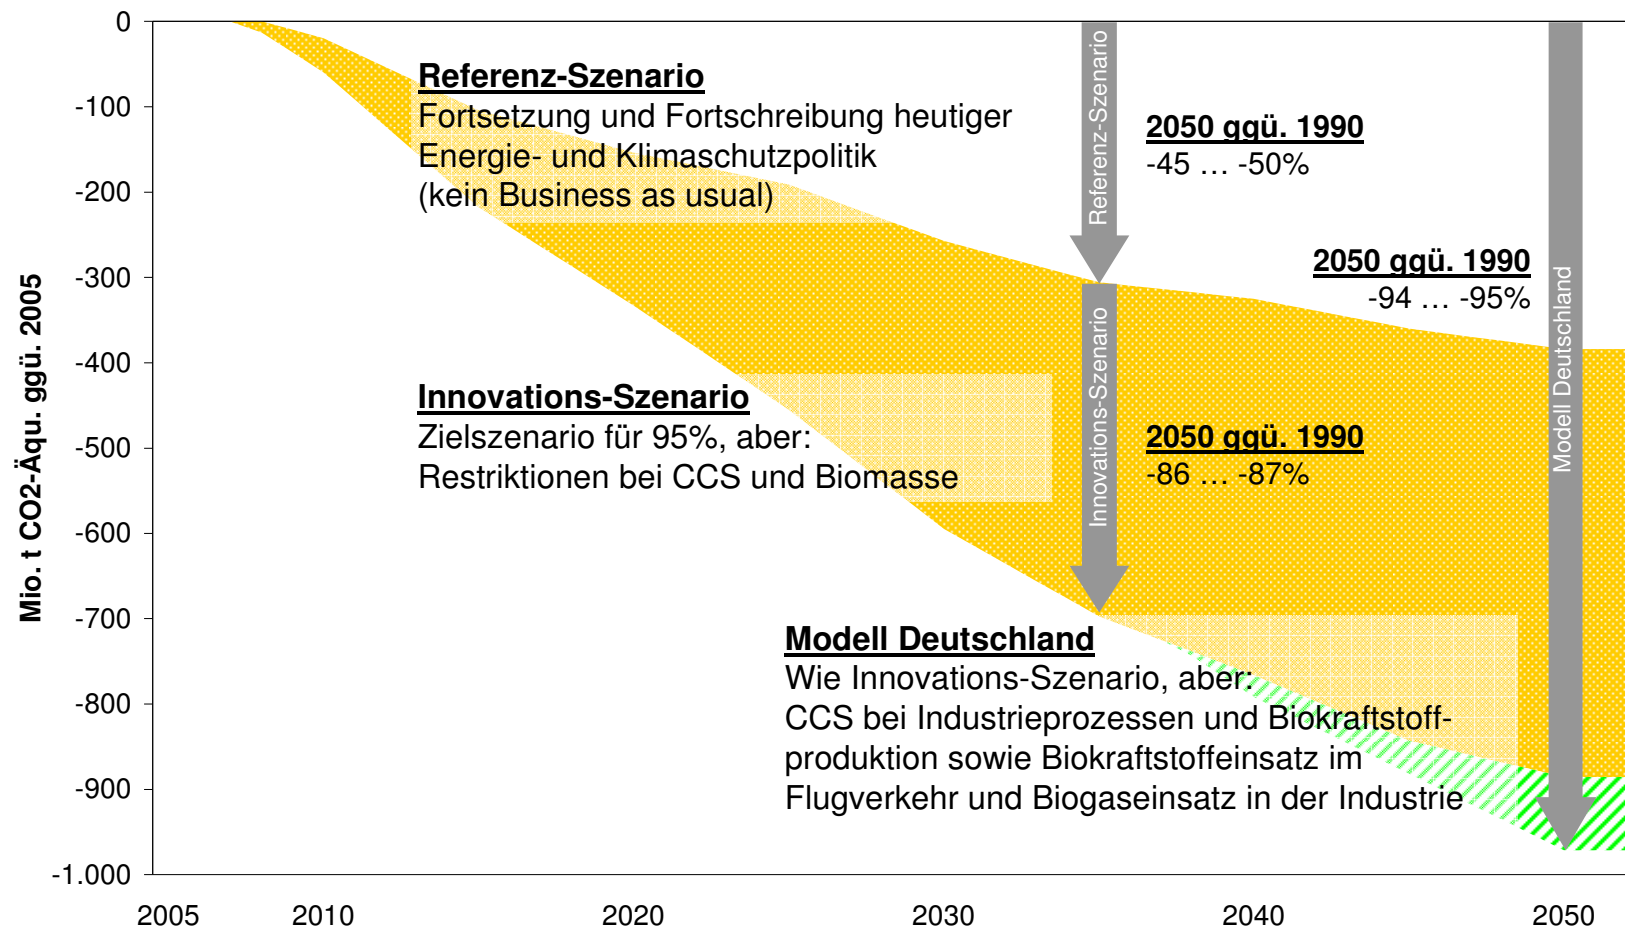 0
-100
-200
-300
-400
-500
-600
-700
-800
-900
-1.000
Mio. t CO2-Äqu. ggü. 2005
Referenz-Szenario
Fortsetzung und Fortschreibung heutiger
Energie- und Klimaschutzpolitik
(kein Business as usual)
Referenz-Szenario
2050 ggü. 1990
-45 … -50%
2050 ggü. 1990
-94 … -95%
Modell Deutschland
Innovations-Szenario
Zielszenario für 95%, aber:
Restriktionen bei CCS und Biomasse
Innovations-Szenario
2050 ggü. 1990
-86 … -87%
Modell Deutschland
Wie Innovations-Szenario, aber:
CCS bei Industrieprozessen und Biokraftstoff-
produktion sowie Biokraftstoffeinsatz im
Flugverkehr und Biogaseinsatz in der Industrie
2005 2010 2020 2030 2040 2050